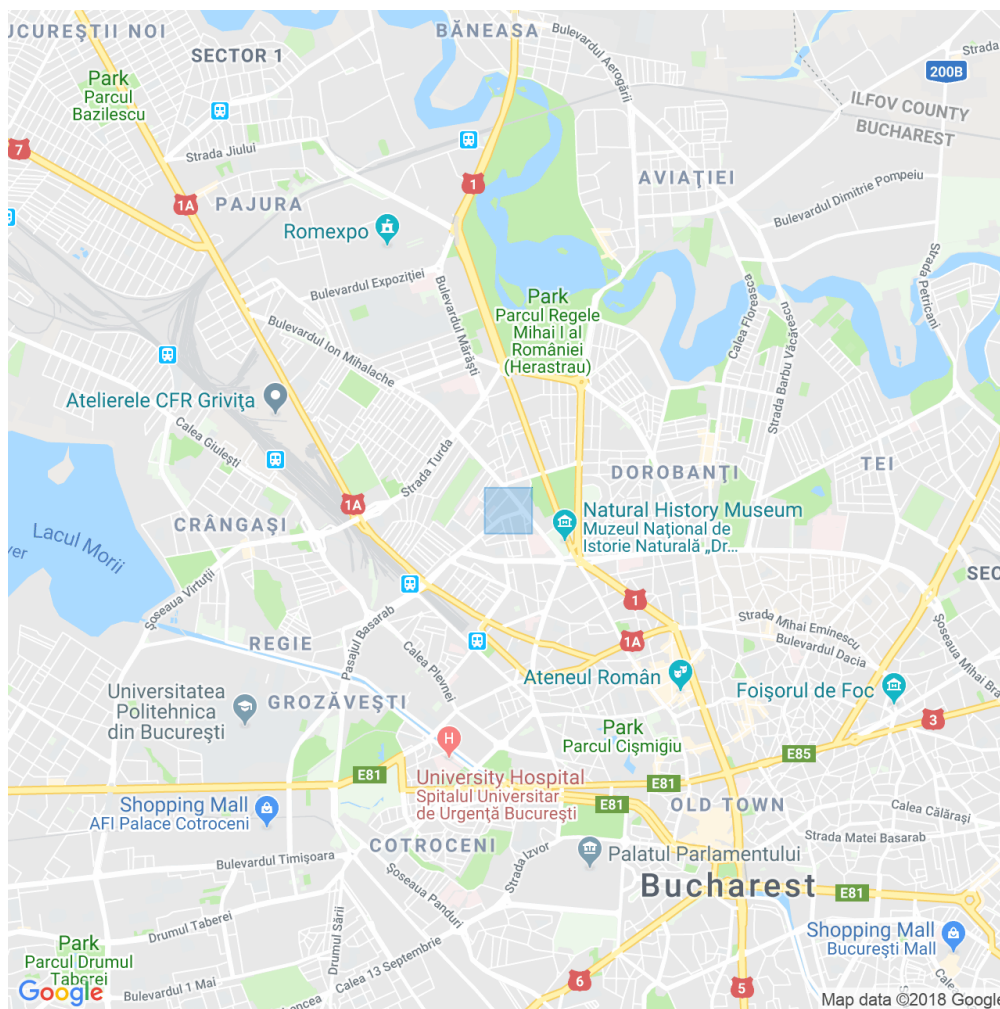 UCUREȘTII NOI
BĂNEASA
SECTOR 1
Bulevardul Aerogării
Strada
200B
Park
Parcul
Bazilescu
ILFOV COUNTY
BUCHAREST
7
Strada Jiului
1
AVIAȚIEI
Bulevardul Dimitrie Pompeiu
1A
PAJURA
Romexpo
Bulevardul Expoziției
Strada Petricani
Bulevardul Mărăști
Park
Parcul Regele
Mihai I al
României
(Herastrau)
Calea Floreasca
Strada Barbu Văcărescu
Bulevardul Ion Mihalache
Atelierele CFR Grivița
Calea Giulești
Strada Turda
DOROBANȚI
TEI
1A
CRÂNGAȘI
Natural History Museum
Muzeul Național de
Istorie Naturală „Dr...
Lacul Morii
ver
SEC
Șoseaua Virtuții
1
Strada Mihai Eminescu
Bulevardul Dacia
Șoseaua Mihai Bra
REGIE
Pasajul Basarab
1A
Calea Plevnei
Ateneul Român
Foișorul de Foc
Universitatea
Politehnica
din București
GROZĂVEȘTI
3
Park
Parcul Cișmigiu
E85
H
E81
University Hospital
Spitalul Universitar
de Urgență București
E81
E81
OLD TOWN
Shopping Mall
AFI Palace Cotroceni
Calea Călărași
COTROCENI
Strada Matei Basarab
Bulevardul Timișoara
Strada Izvor
Palatul Parlamentului
Bucharest
E81
Șoseaua Panduri
Drumul Taberei
Drumul Sării
Shopping Mall
București Mall
Park
Parcul Drumul
Taberei
Calea 13 Septembrie
6
5
Calea
Google
Bulevardul 1 Mai
oncea
Map data ©2018 Google